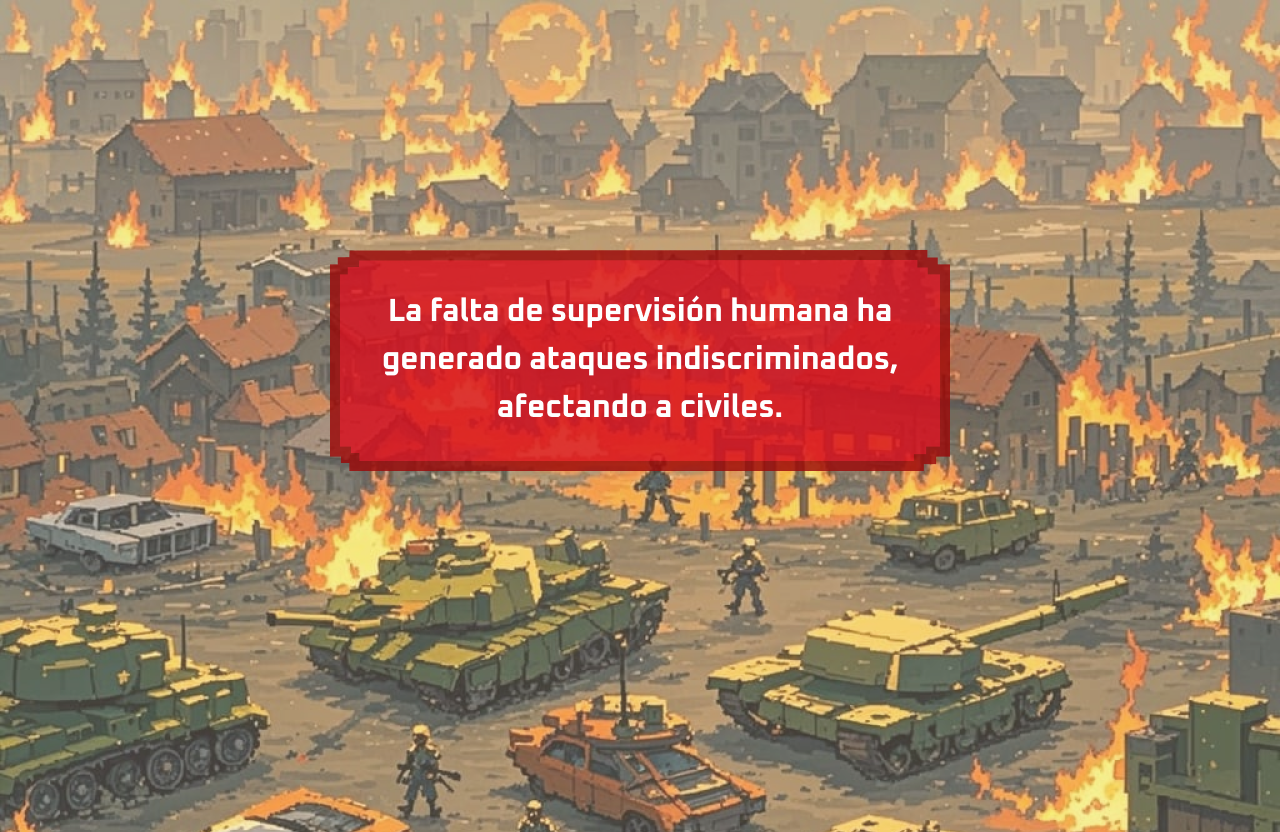 La falta de supervisión humana ha
generado ataques indiscriminados,
afectando a civiles.